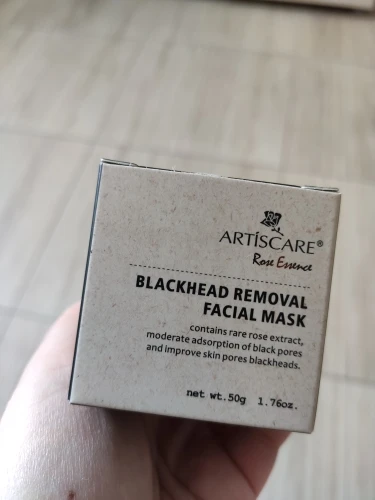 ARTÍSCARE®
Rose Essence
BLACKHEAD REMOVAL
FACIAL MASK
contains rare rose extract,
moderate adsorption of black pores
and improve skin pores blackheads.
net wt.50g 1.76oz.